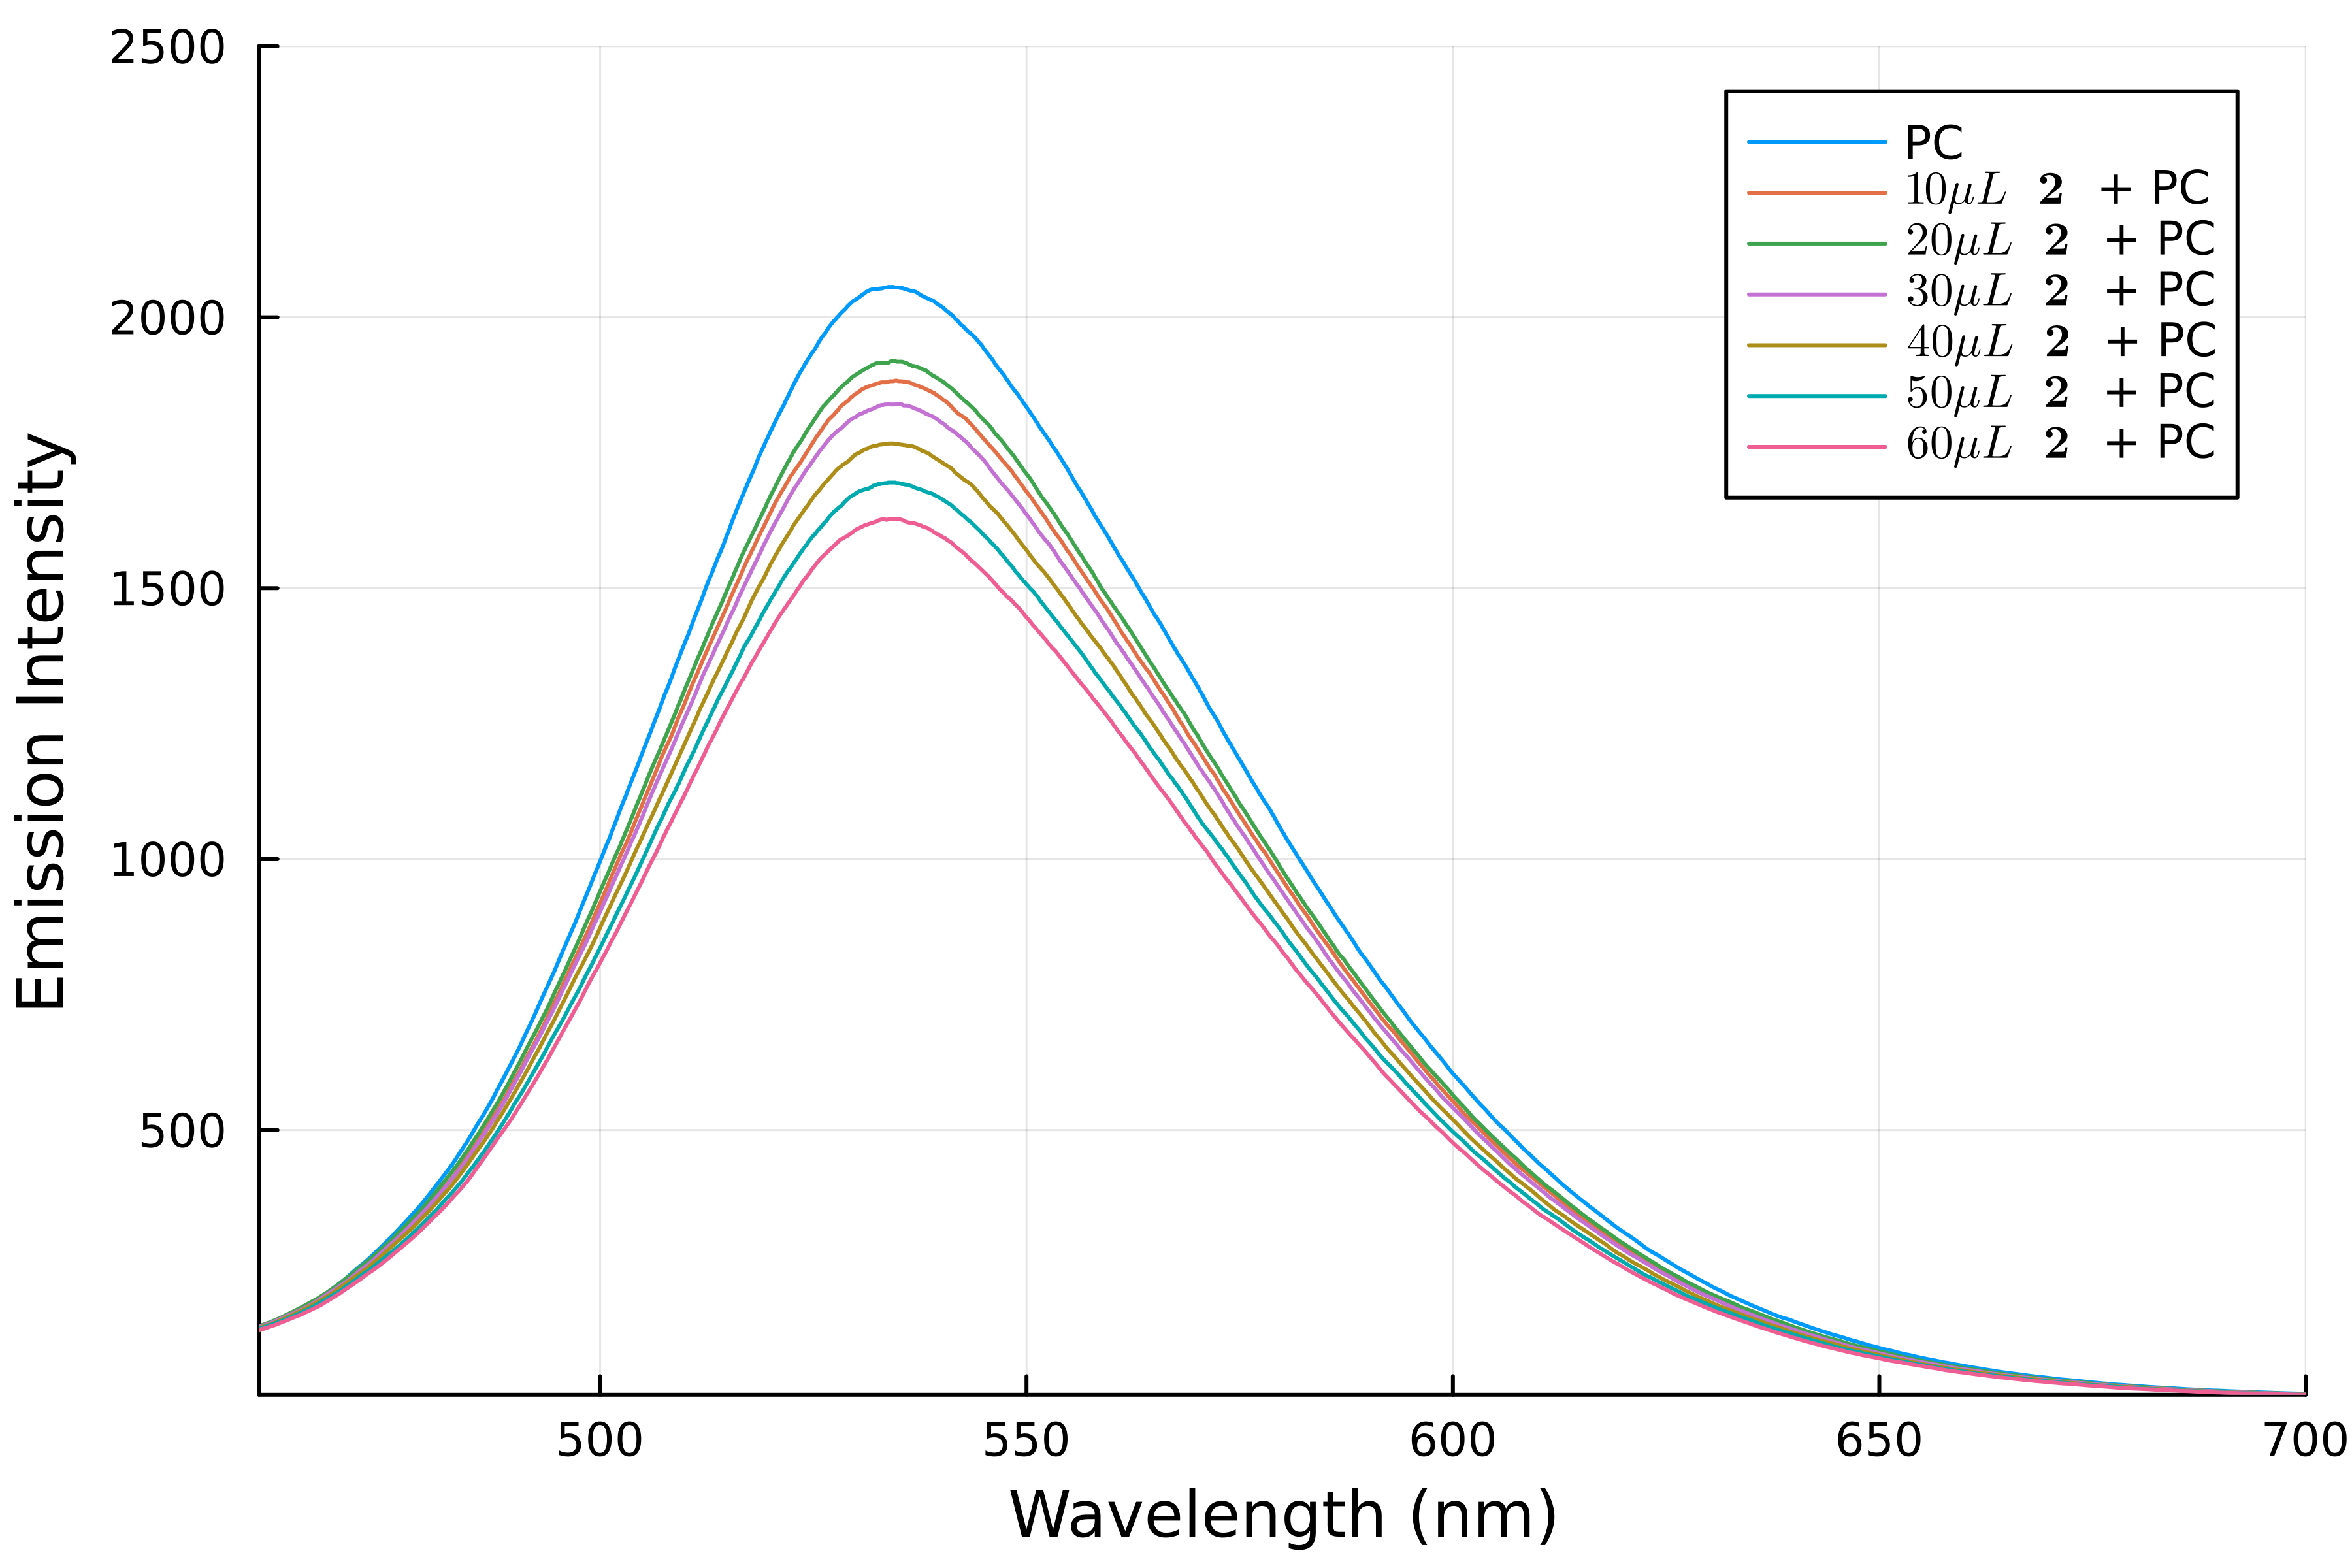 2500
2000
1500
1000
500
Emission Intensity
PC
10μL 2 + PC
20μL 2 + PC
30μL 2 + PC
40μL 2 + PC
50μL 2 + PC
60μL 2 + PC
500 550 600 650 700
Wavelength (nm)